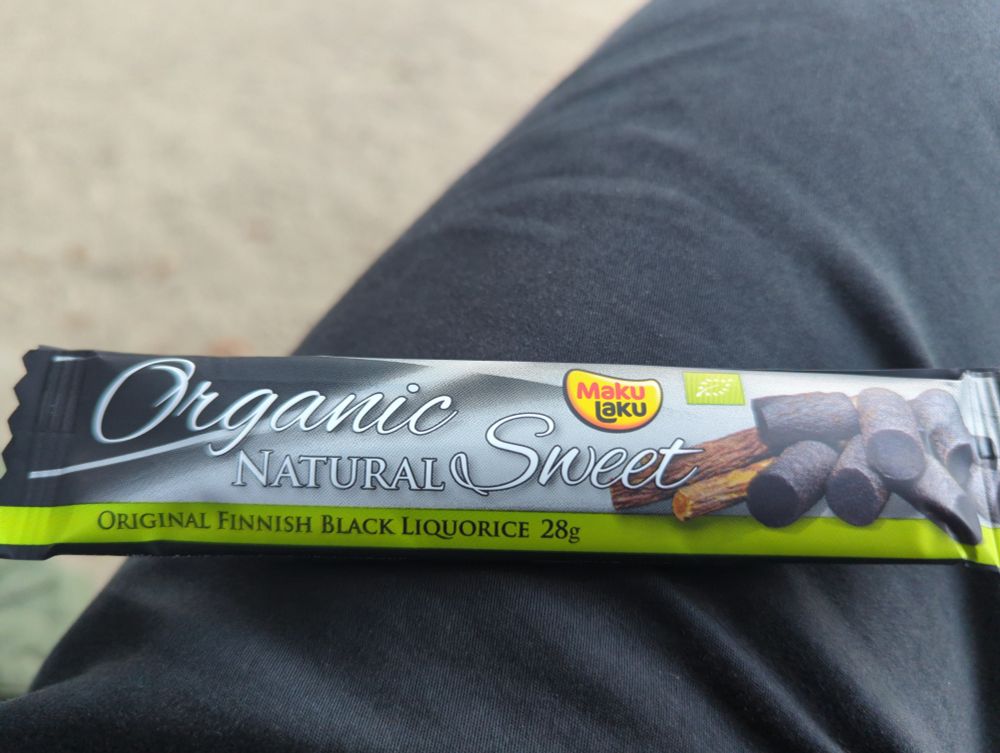 Organic
NATURAL Sweet
Maku
Laku
ORIGINAL FINNISH BLACK LIQUORICE 28g